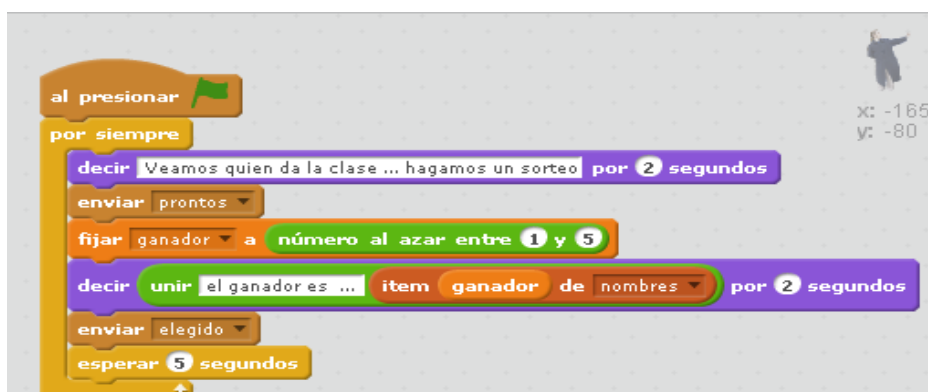 al presionar
por siempre
decir Veamos quien da la clase ... hagamos un sorteo por 2 segundos
enviar prontos
fijar ganador a número al azar entre 1 y 5
decir unir el ganador es ... item ganador de nombres por 2 segundos
enviar elegido
esperar 5 segundos
x: -165
y: -80